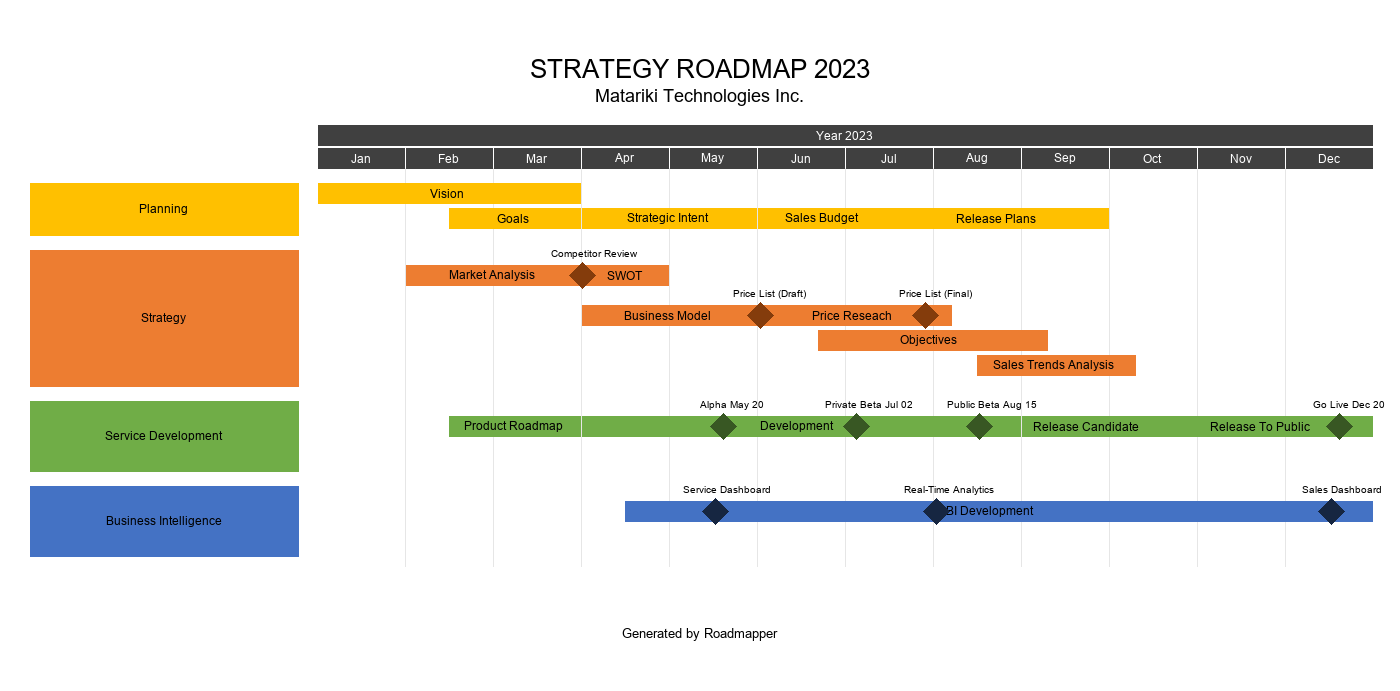 STRATEGY ROADMAP 2023
Matariki Technologies Inc.
Year 2023
Jan Feb Mar Apr May Jun Jul Aug Sep Oct Nov Dec
Planning
Vision
Goals Strategic Intent Sales Budget Release Plans
Strategy
Competitor Review
Market Analysis SWOT
Price List (Draft) Price List (Final)
Business Model Price Reseach
Objectives
Sales Trends Analysis
Service Development
Alpha May 20 Private Beta Jul 02 Public Beta Aug 15 Go Live Dec 20
Product Roadmap Development Release Candidate Release To Public
Business Intelligence
Service Dashboard Real-Time Analytics Sales Dashboard
BI Development
Generated by Roadmapper